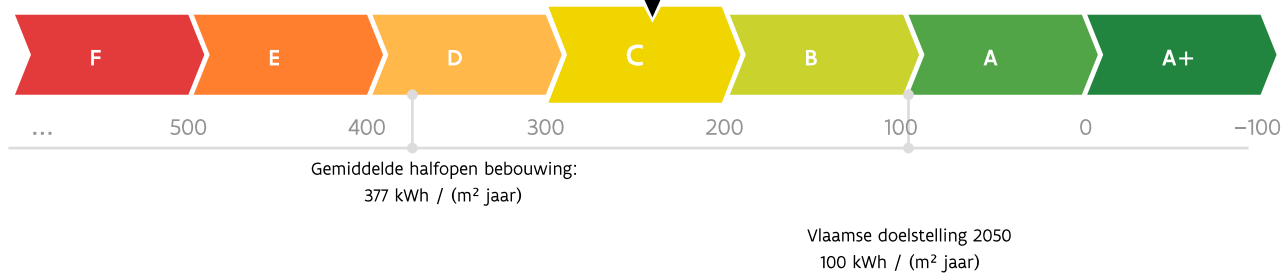 F E D C B A A+
... 500 400 300 200 100 0 –100
Gemiddelde halfopen bebouwing:
377 kWh / (m² jaar)
Vlaamse doelstelling 2050
100 kWh / (m² jaar)